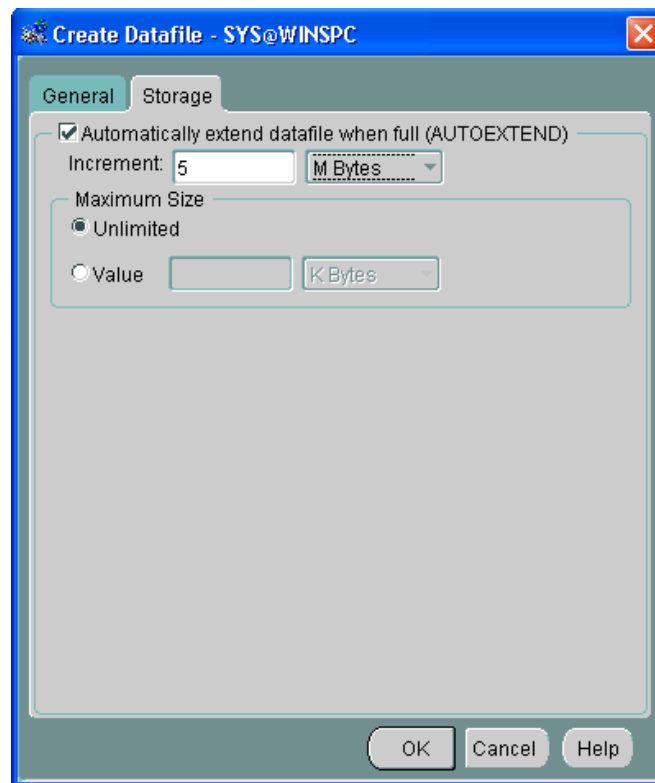 Create Datafile - SYS@WINSPC
General Storage
Automatically extend datafile when full (AUTOEXTEND)
Increment: 5 M Bytes
Maximum Size
Unlimited
Value K Bytes
OK Cancel Help